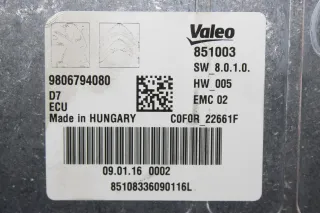 Valeo
851003
9806794080
SW_8.0.1.0.
D7
HW_005
ECU
EMC 02
Made in HUNGARY
C0F0R_22661F
09.01.16 0002
85108336090116L